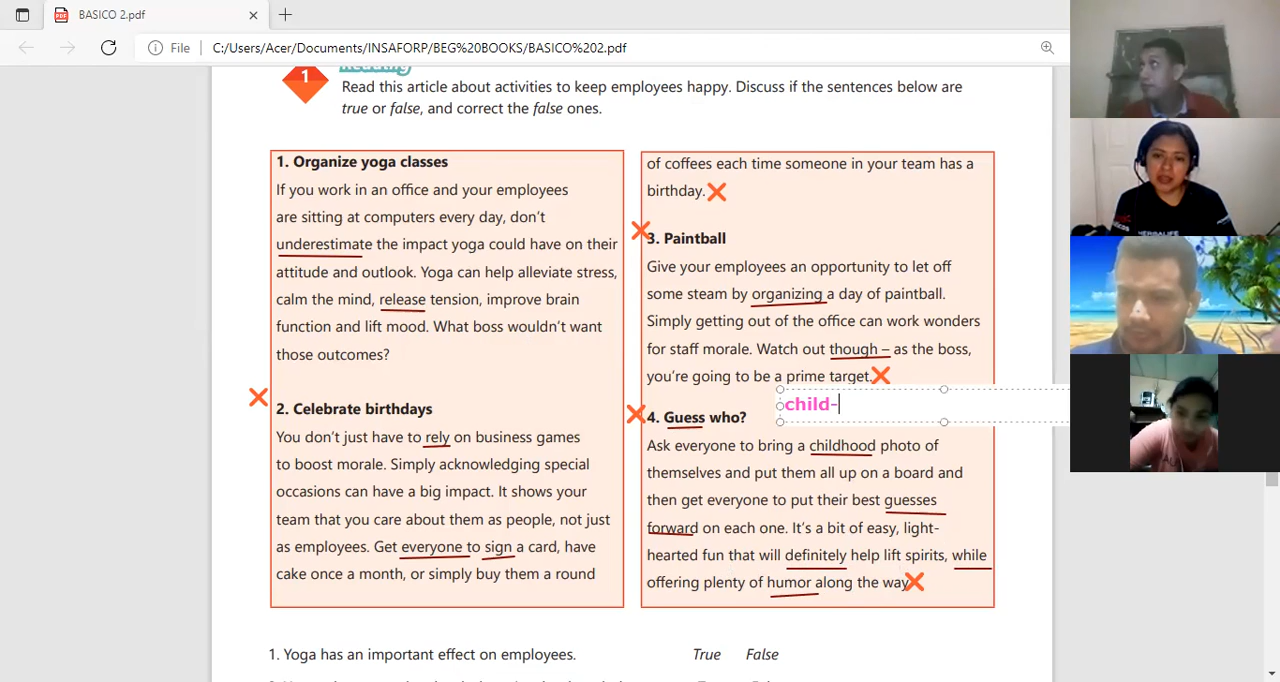 BASICO 2.pdf
File
C:/Users/Acer/Documents/INSAFORP/BEG%20BOOKS/BASICO%202.pdf
1
Reading
Read this article about activities to keep employees happy. Discuss if the sentences below are
true or false, and correct the false ones.
1. Organize yoga classes
If you work in an office and your employees
are sitting at computers every day, don't
underestimate the impact yoga could have on their
attitude and outlook. Yoga can help alleviate stress,
calm the mind, release tension, improve brain
function and lift mood. What boss wouldn't want
those outcomes?
2. Celebrate birthdays
You don't just have to rely on business games
to boost morale. Simply acknowledging special
occasions can have a big impact. It shows your
team that you care about them as people, not just
as employees. Get everyone to sign a card, have
cake once a month, or simply buy them a round
of coffees each time someone in your team has a
birthday.
3. Paintball
Give your employees an opportunity to let off
some steam by organizing a day of paintball.
Simply getting out of the office can work wonders
for staff morale. Watch out though – as the boss,
you're going to be a prime target.
child-
4. Guess who?
Ask everyone to bring a childhood photo of
themselves and put them all up on a board and
then get everyone to put their best guesses
forward on each one. It's a bit of easy, light-
hearted fun that will definitely help lift spirits, while
offering plenty of humor along the way
1. Yoga has an important effect on employees.
True False
HERBALIFE